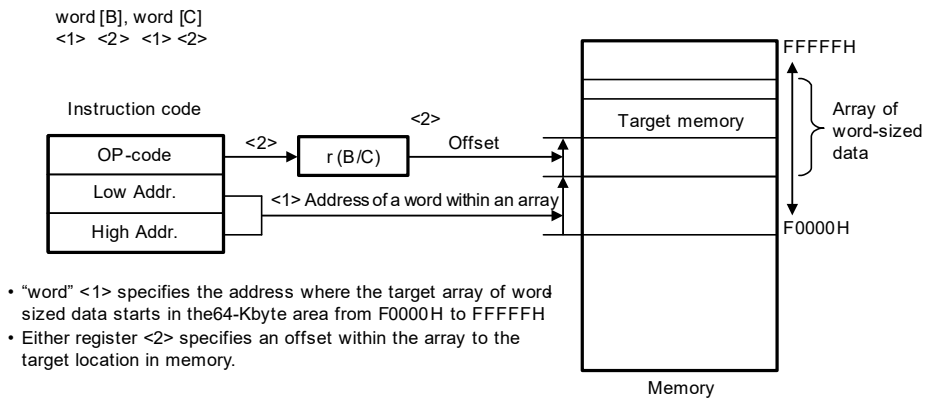 word [B], word [C]
<1> <2> <1> <2>
FFFFFH
Instruction code
Array of
word-sized
data
<2>
<2>
Offset
Target memory
OP-code
r (B/C)
Low Addr.
<1> Address of a word within an array
High Addr.
F0000H
• “word” <1> specifies the address where the target array of word
sized data starts in the64-Kbyte area from F0000H to FFFFFH
• Either register <2> specifies an offset within the array to the
target location in memory.
Memory